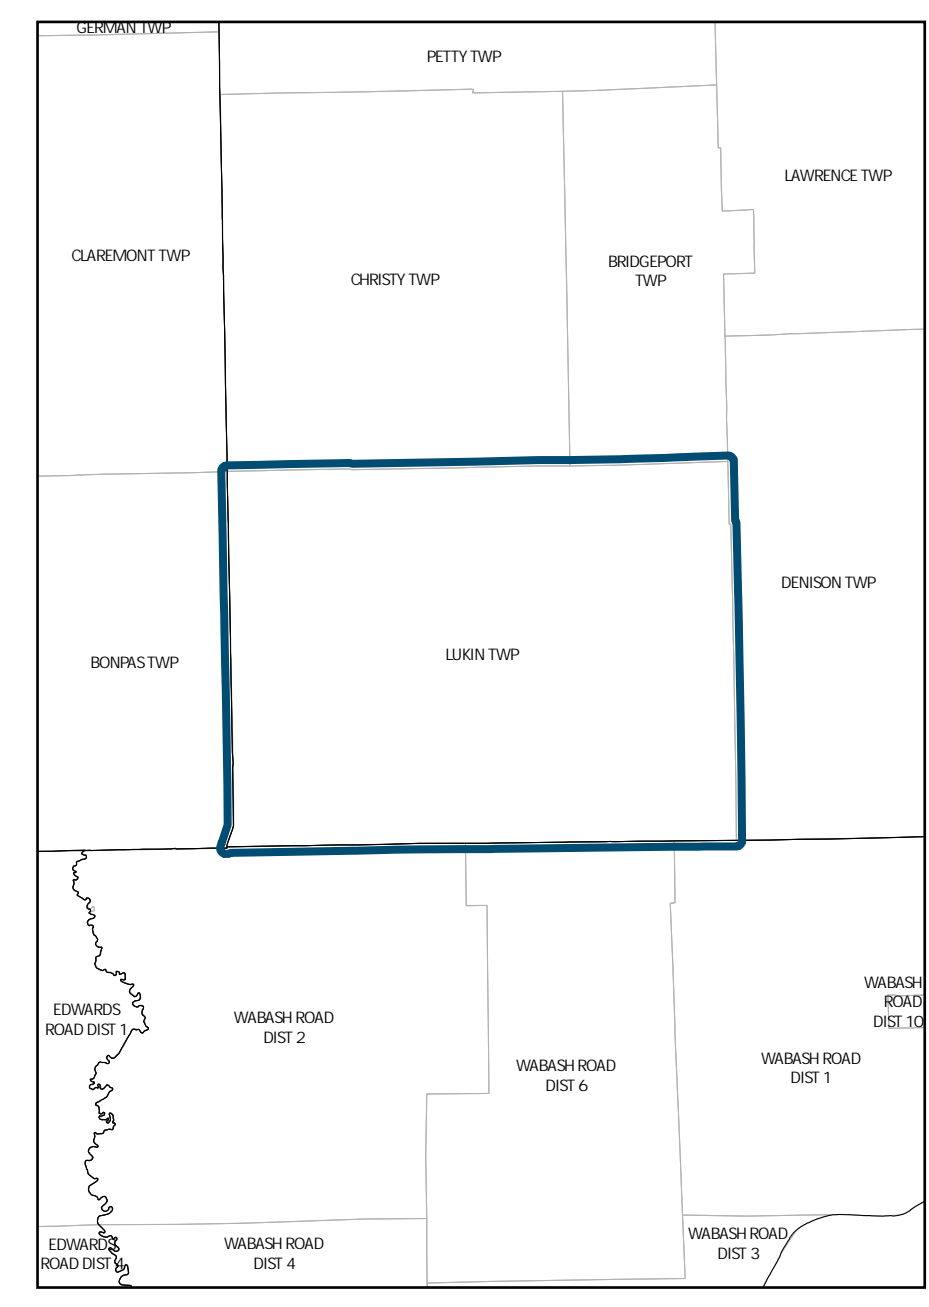 GERMAN TWP
PETTY TWP
LAWRENCE TWP
CLAREMONT TWP
CHRISTY TWP
BRIDGEPORT
TWP
DENISON TWP
LUKIN TWP
BONPAS TWP
WABASH
ROAD
DIST 10
EDWARDS
ROAD DIST 1
WABASH ROAD
DIST 2
WABASH ROAD
DIST 6
WABASH ROAD
DIST 1
EDWARDS
ROAD DIST 4
WABASH ROAD
DIST 4
WABASH ROAD
DIST 3